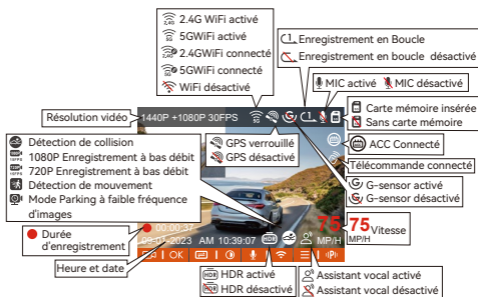 2.4G WiFi activé
5GWiFi activé
2.4GWiFi connecté
5GWiFi connecté
WiFi désactivé
Enregistrement en Boucle
Enregistrement en boucle désactivé
MIC activé
MIC désactivé
Carte mémoire insérée
Sans carte mémoire
Résolution vidéo
1440P +1080P 30FPS
GPS verrouillé
GPS désactivé
ACC Connecté
Télécommande connecté
G-sensor activé
G-sensor désactivé
Détection de collision
1080P Enregistrement à bas débit
720P Enregistrement à bas débit
Détection de mouvement
Mode Parking à faible fréquence
d'images
75
MP/H
75
MP/H
Vitesse
Durée
d'enregistrement
00:00:37
2023 AM 10:39:07
Heure et date
OK
HDR
HDR activé
HDR désactivé
Assistant vocal activé
Assistant vocal désactivé